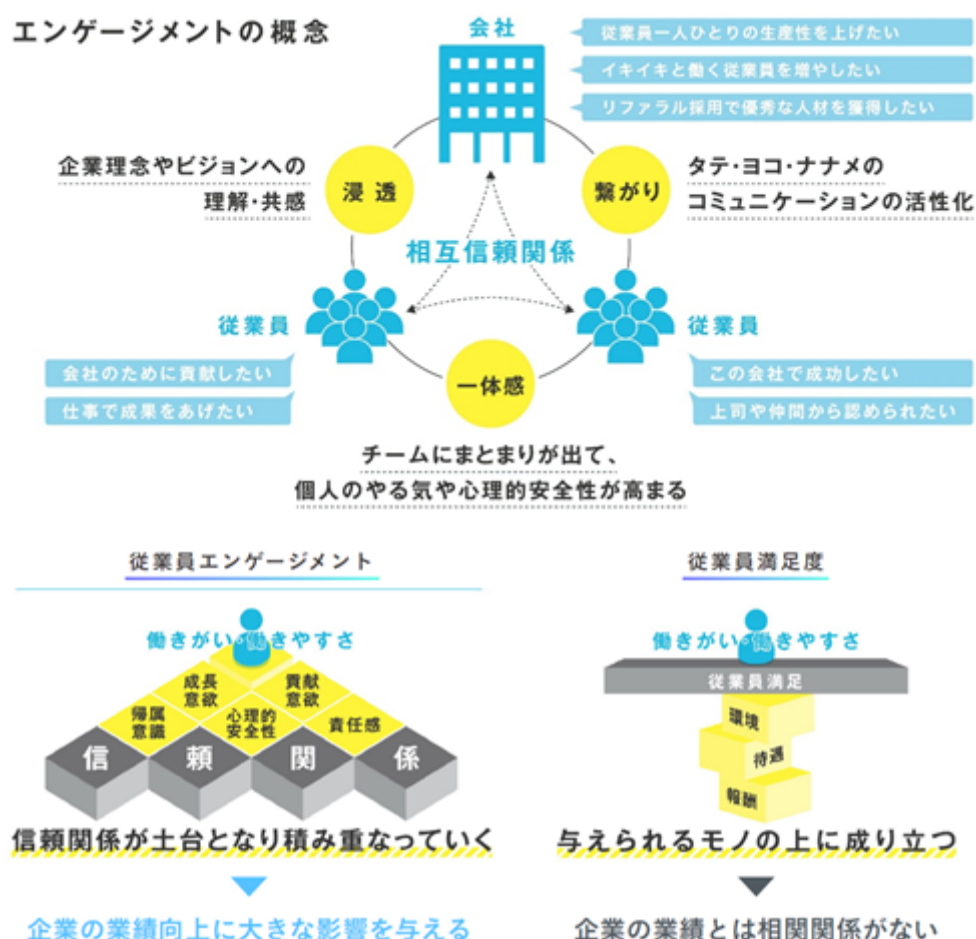 エンゲージメントの概念
会社
従業員一人ひとりの生産性を上げたい
イキイキと働く従業員を増やしたい
リファラル採用で優秀な人材を獲得したい
企業理念やビジョンへの
理解・共感
浸透
繋がり
タテ・ヨコ・ナナメの
コミュニケーションの活性化
相互信頼関係
従業員
従業員
会社のために貢献したい
仕事で成果をあげたい
一体感
この会社で成功したい
上司や仲間から認められたい
チームにまとまりが出て、
個人のやる気や心理的安全性が高まる
従業員エンゲージメント
働きがい・働きやすさ
成長
意欲
貢献
意欲
帰属
意識
心理的
安全性
責任感
信頼関係
信頼関係が土台となり積み重なっていく
企業の業績向上に大きな影響を与える
従業員満足度
働きがい・働きやすさ
従業員満足
環境
待遇
報酬
与えられるモノの上に成り立つ
企業の業績とは相関関係がない